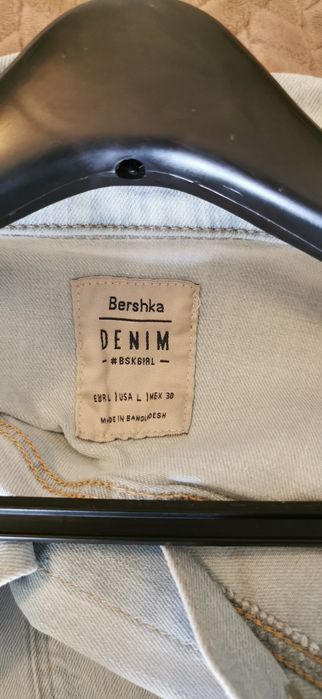 Bershka
DENIM
- #BSKGIRL -
EUR L | USA L | MEX 30
MADE IN BANGLADESH